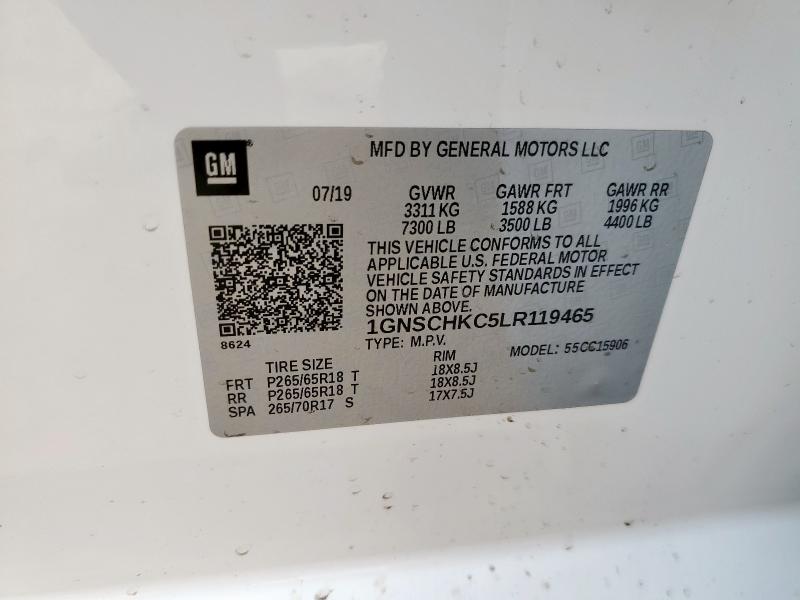 GM
MFD BY GENERAL MOTORS LLC
07/19 GVWR GAWR FRT GAWR RR
3311 KG 1588 KG 1996 KG
7300 LB 3500 LB 4400 LB
THIS VEHICLE CONFORMS TO ALL
APPLICABLE U.S. FEDERAL MOTOR
VEHICLE SAFETY STANDARDS IN EFFECT
ON THE DATE OF MANUFACTURE
SHOWN ABOVE.
1GNSCHKC5LR119465
8624
TYPE: M.P.V. MODEL: 55CC15906
TIRE SIZE RIM
FRT P265/65R18 T 18X8.5J
RR P265/65R18 T 18X8.5J
SPA 265/70R17 S 17X7.5J